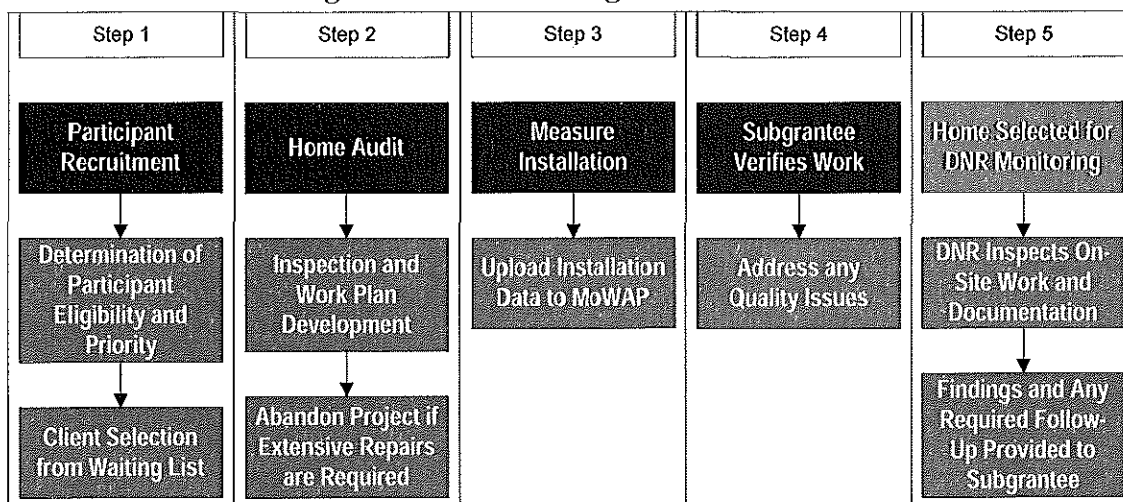 Step 1
Participant
Recruitment
Determination of
Participant
Eligibility and
Priority
Client Selection
from Waiting List
Step 2
Home Audit
Inspection and
Work Plan
Development
Abandon Project if
Extensive Repairs
are Required
Step 3
Measure
Installation
Upload Installation
Data to MoWAP
Step 4
Subgrantee
Verifies Work
Address any
Quality Issues
Step 5
Home Selected for
DNR Monitoring
DNR Inspects On-
Site Work and
Documentation
Findings and Any
Required Follow-
Up Provided to
Subgrantee